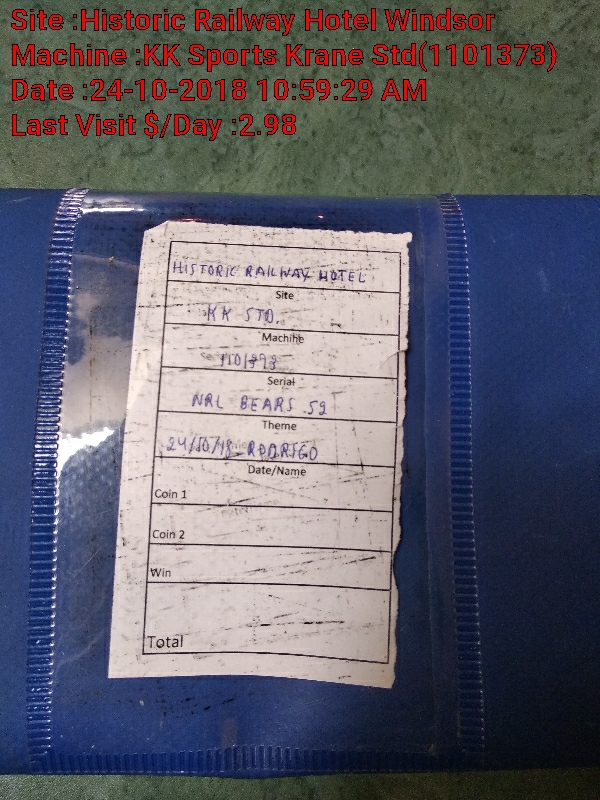 Site :Historic Railway Hotel Windsor
Machine :KK Sports Krane Std(1101373)
Date :24-10-2018 10:59:29 AM
Last Visit $/Day :2.98
HISTORIC RAILWAY HOTEL
Site
KK STD.
Machine
1101373
Serial
NRL BEARS 52
Theme
24/10/18 RODRIGO
Date/Name
Coin 1
Coin 2
Win
Total